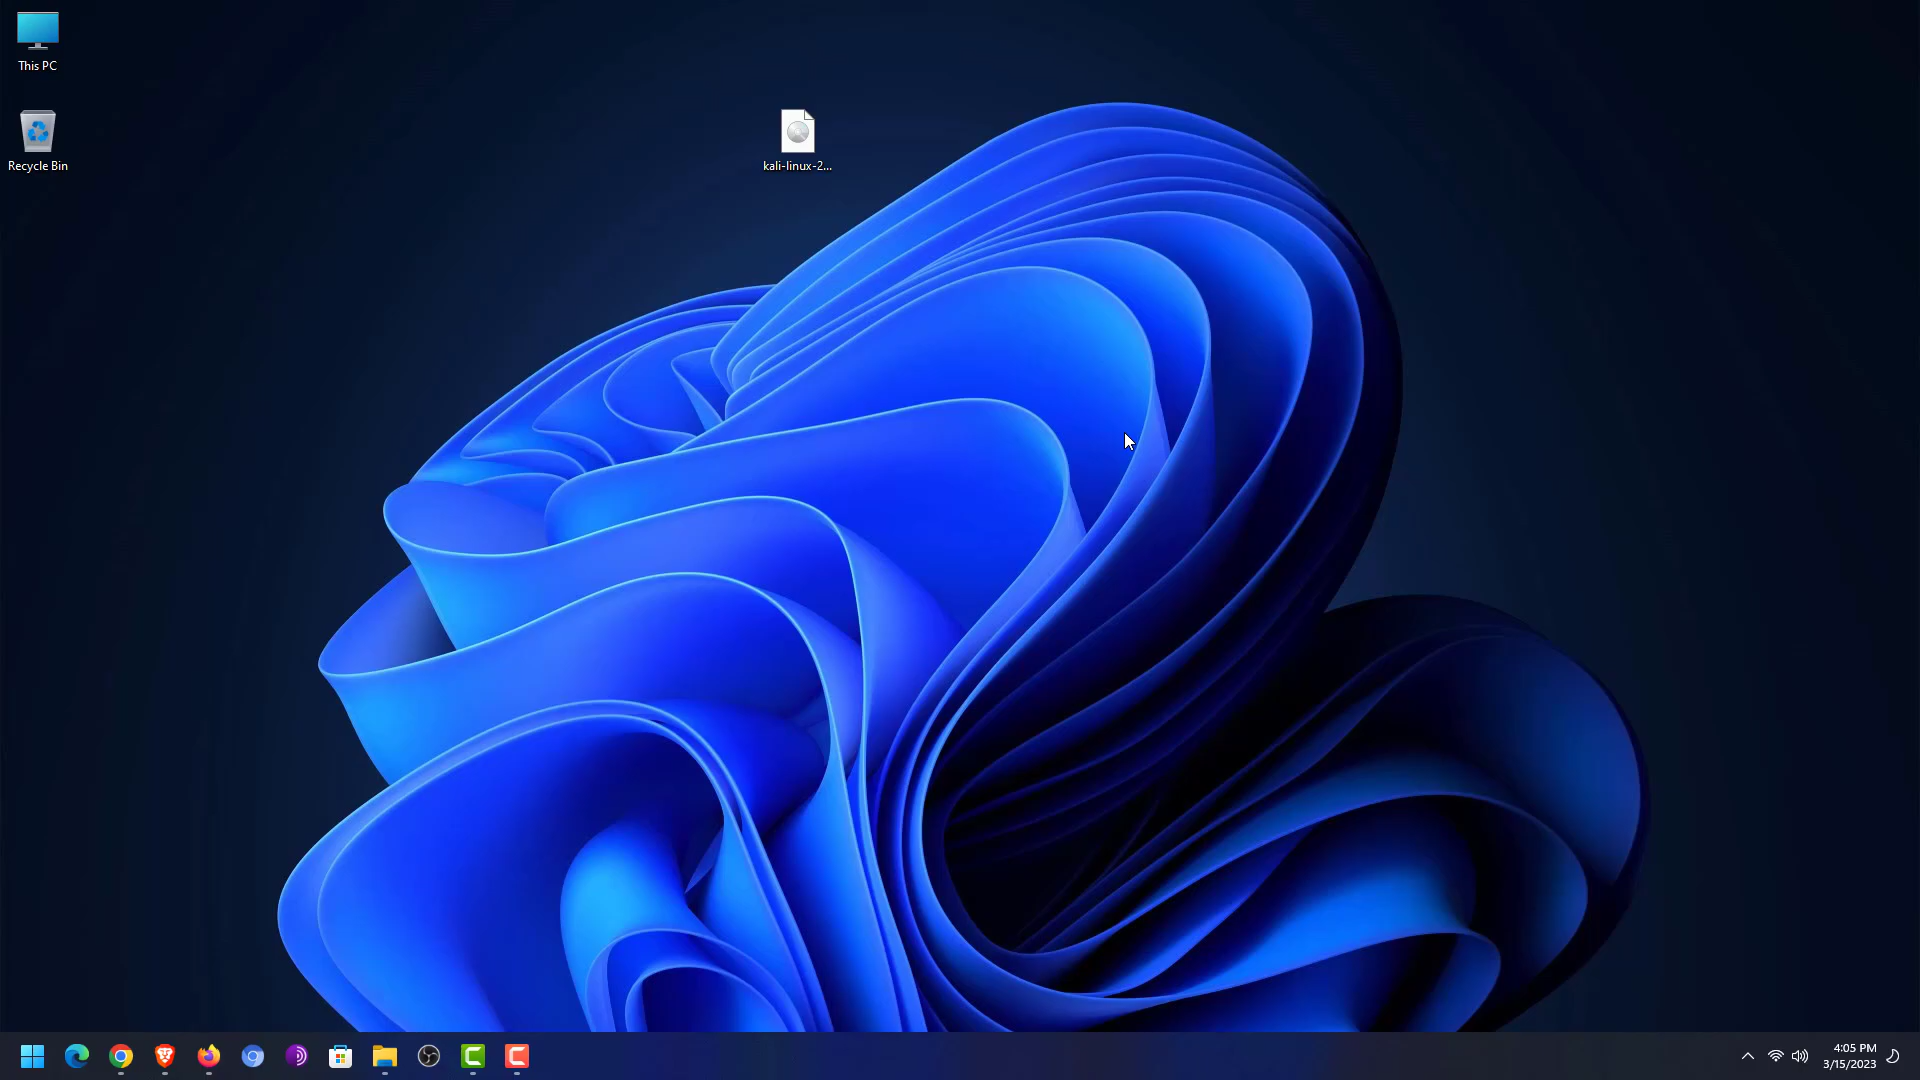 This PC
Recycle Bin
kali-linux-2...
4:05 PM
3/15/2023